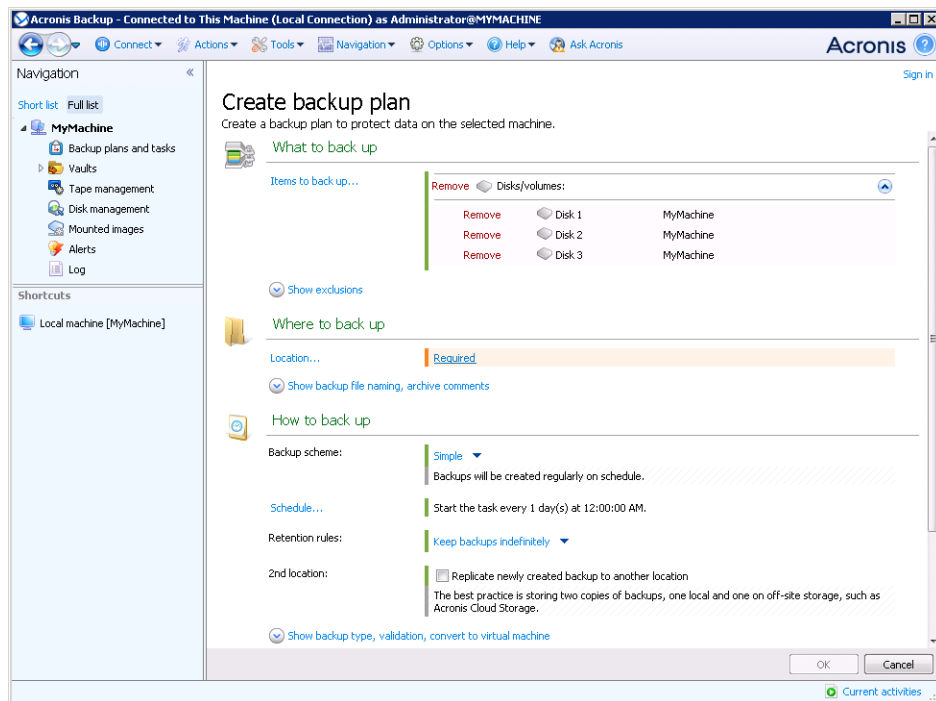 Acronis Backup - Connected to This Machine (Local Connection) as Administrator@MYMACHINE
Connect Actions Tools Navigation Options Help Ask Acronis
Acronis
Navigation
Short list Full list
MyMachine
Backup plans and tasks
Vaults
Tape management
Disk management
Mounted images
Alerts
Log
Shortcuts
Local machine [MyMachine]
Sign in
Create backup plan
Create a backup plan to protect data on the selected machine.
What to back up
Items to back up...
Remove Disks/volumes:
Remove Disk 1 MyMachine
Remove Disk 2 MyMachine
Remove Disk 3 MyMachine
Show exclusions
Where to back up
Location... Required
Show backup file naming, archive comments
How to back up
Backup scheme: Simple
Backups will be created regularly on schedule.
Schedule... Start the task every 1 day(s) at 12:00:00 AM.
Retention rules: Keep backups indefinitely
2nd location: Replicate newly created backup to another location
The best practice is storing two copies of backups, one local and one on off-site storage, such as
Acronis Cloud Storage.
Show backup type, validation, convert to virtual machine
OK Cancel
Current activities